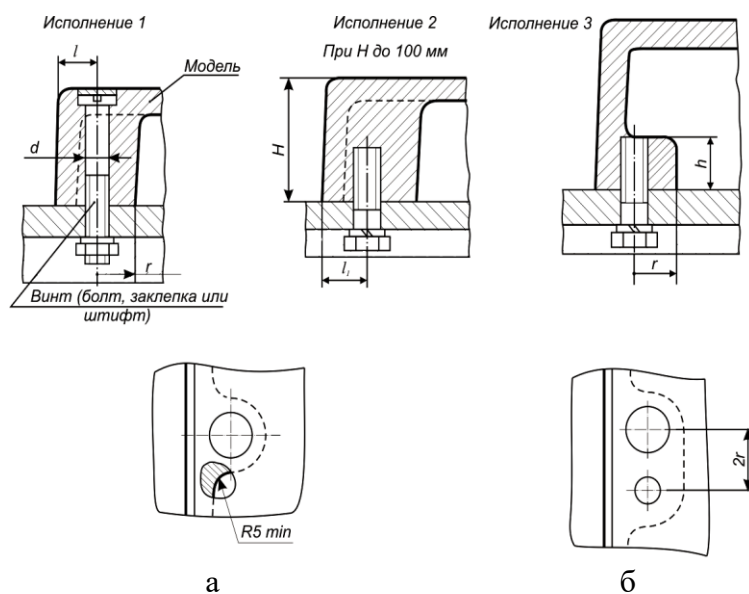 Исполнение 1
Исполнение 2
Исполнение 3
При H до 100 мм
l
Модель
d
H
h
r
l₁
r
Винт (болт, заклепка или
штифт)
2r
R5 min
а
б